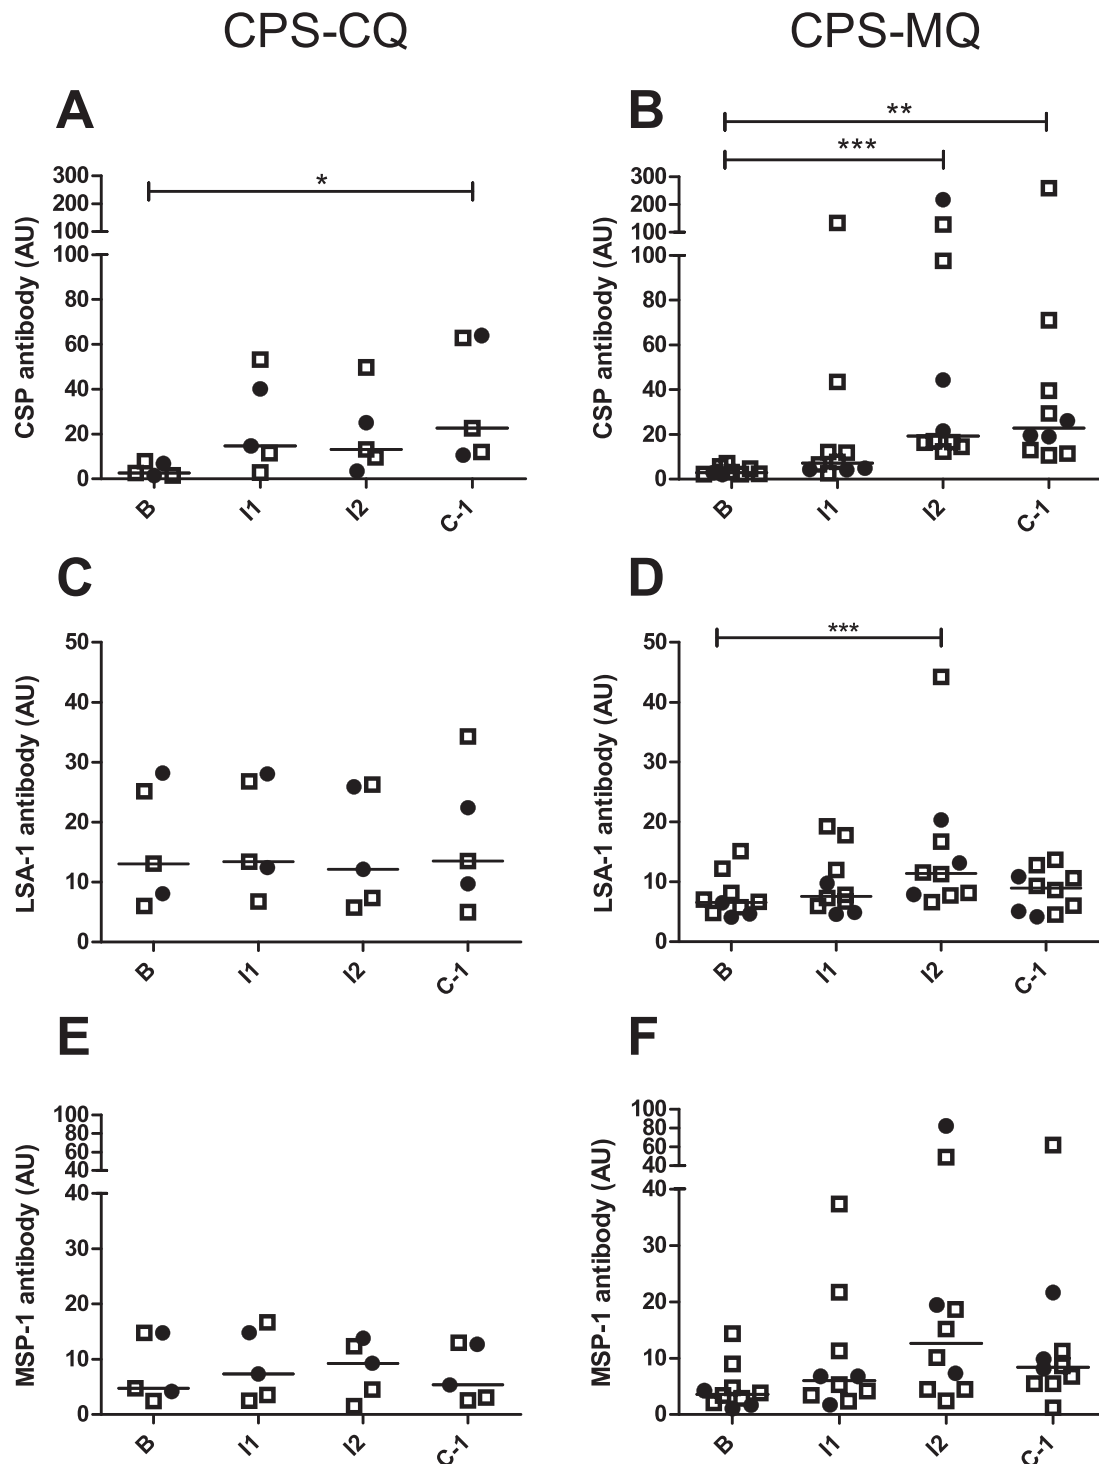 CPS-CQ
CPS-MQ
A
CSP antibody (AU)
300
200
100
100
80
60
40
20
0
*
B
I1
I2
C-1
B
CSP antibody (AU)
300
200
100
100
80
60
40
20
0
**
***
B
I1
I2
C-1
C
LSA-1 antibody (AU)
50
40
30
20
10
0
B
I1
I2
C-1
D
LSA-1 antibody (AU)
50
40
30
20
10
0
***
B
I1
I2
C-1
E
MSP-1 antibody (AU)
100
80
60
40
40
30
20
10
0
B
I1
I2
C-1
F
MSP-1 antibody (AU)
100
80
60
40
40
30
20
10
0
B
I1
I2
C-1